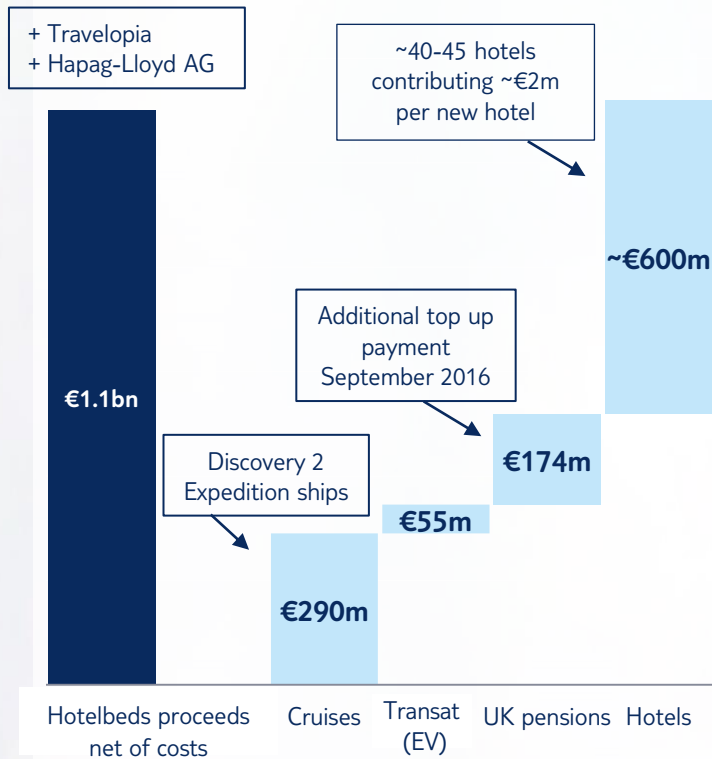 + Travelopia
+ Hapag-Lloyd AG
~40-45 hotels
contributing ~€2m
per new hotel
~€600m
Additional top up
payment
September 2016
€1.1bn
€174m
Discovery 2
Expedition ships
€55m
€290m
Hotelbeds proceeds
net of costs
Cruises
Transat
(EV)
UK pensions
Hotels